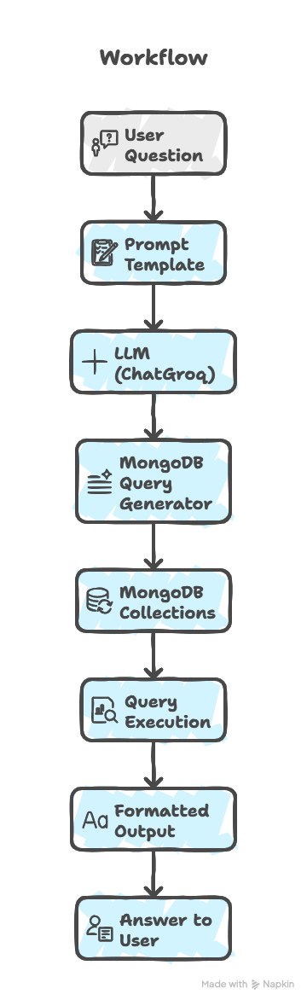 Workflow
User
Question
Prompt
Template
LLM
(ChatGroq)
MongoDB
Query
Generator
MongoDB
Collections
Query
Execution
Aa
Formatted
Output
Answer to
User
Made with Napkin